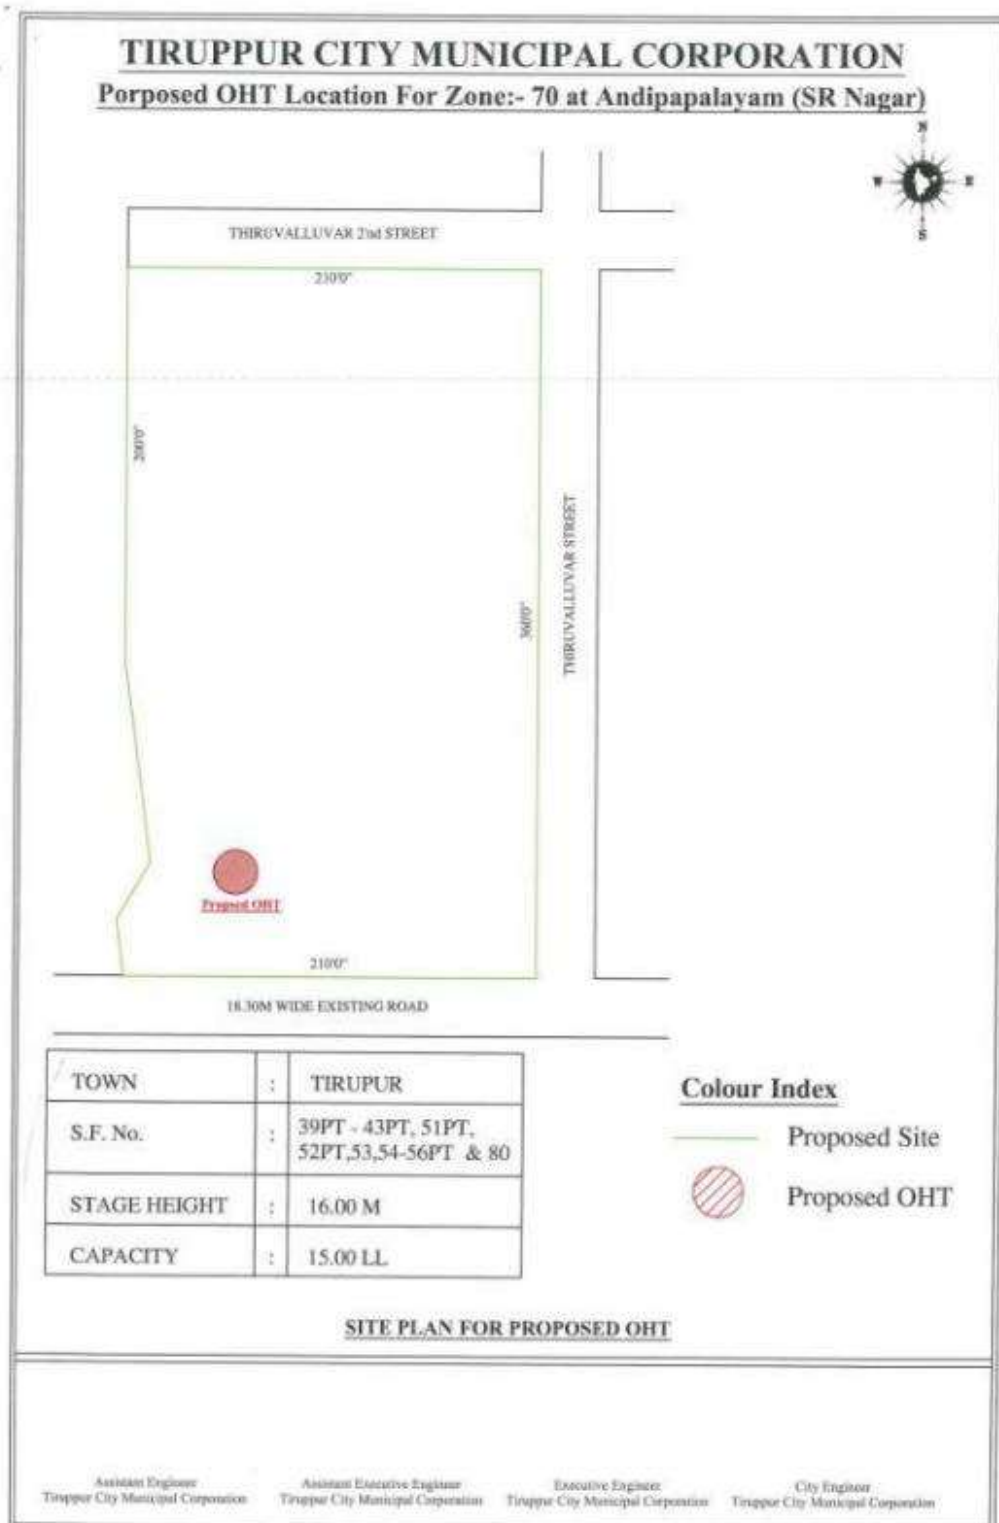 TIRUPPUR CITY MUNICIPAL CORPORATION
Porposed OHT Location For Zone:- 70 at Andipapalayam (SR Nagar)
N
W E
S
THIRUVALLUVAR 2nd STREET
210'0"
200'0"
THIRUVALLUVAR STREET
360'0"
Propsed OHT
210'0"
18.30M WIDE EXISTING ROAD
TOWN : TIRUPUR
S.F. No. : 39PT - 43PT, 51PT,
52PT,53,54-56PT & 80
STAGE HEIGHT : 16.00 M
CAPACITY : 15.00 LL
Colour Index
Proposed Site
Proposed OHT
SITE PLAN FOR PROPOSED OHT
Assistant Engineer
Tiruppur City Municipal Corporation
Assistant Executive Engineer
Tiruppur City Municipal Corporation
Executive Engineer
Tiruppur City Municipal Corporation
City Engineer
Tiruppur City Municipal Corporation